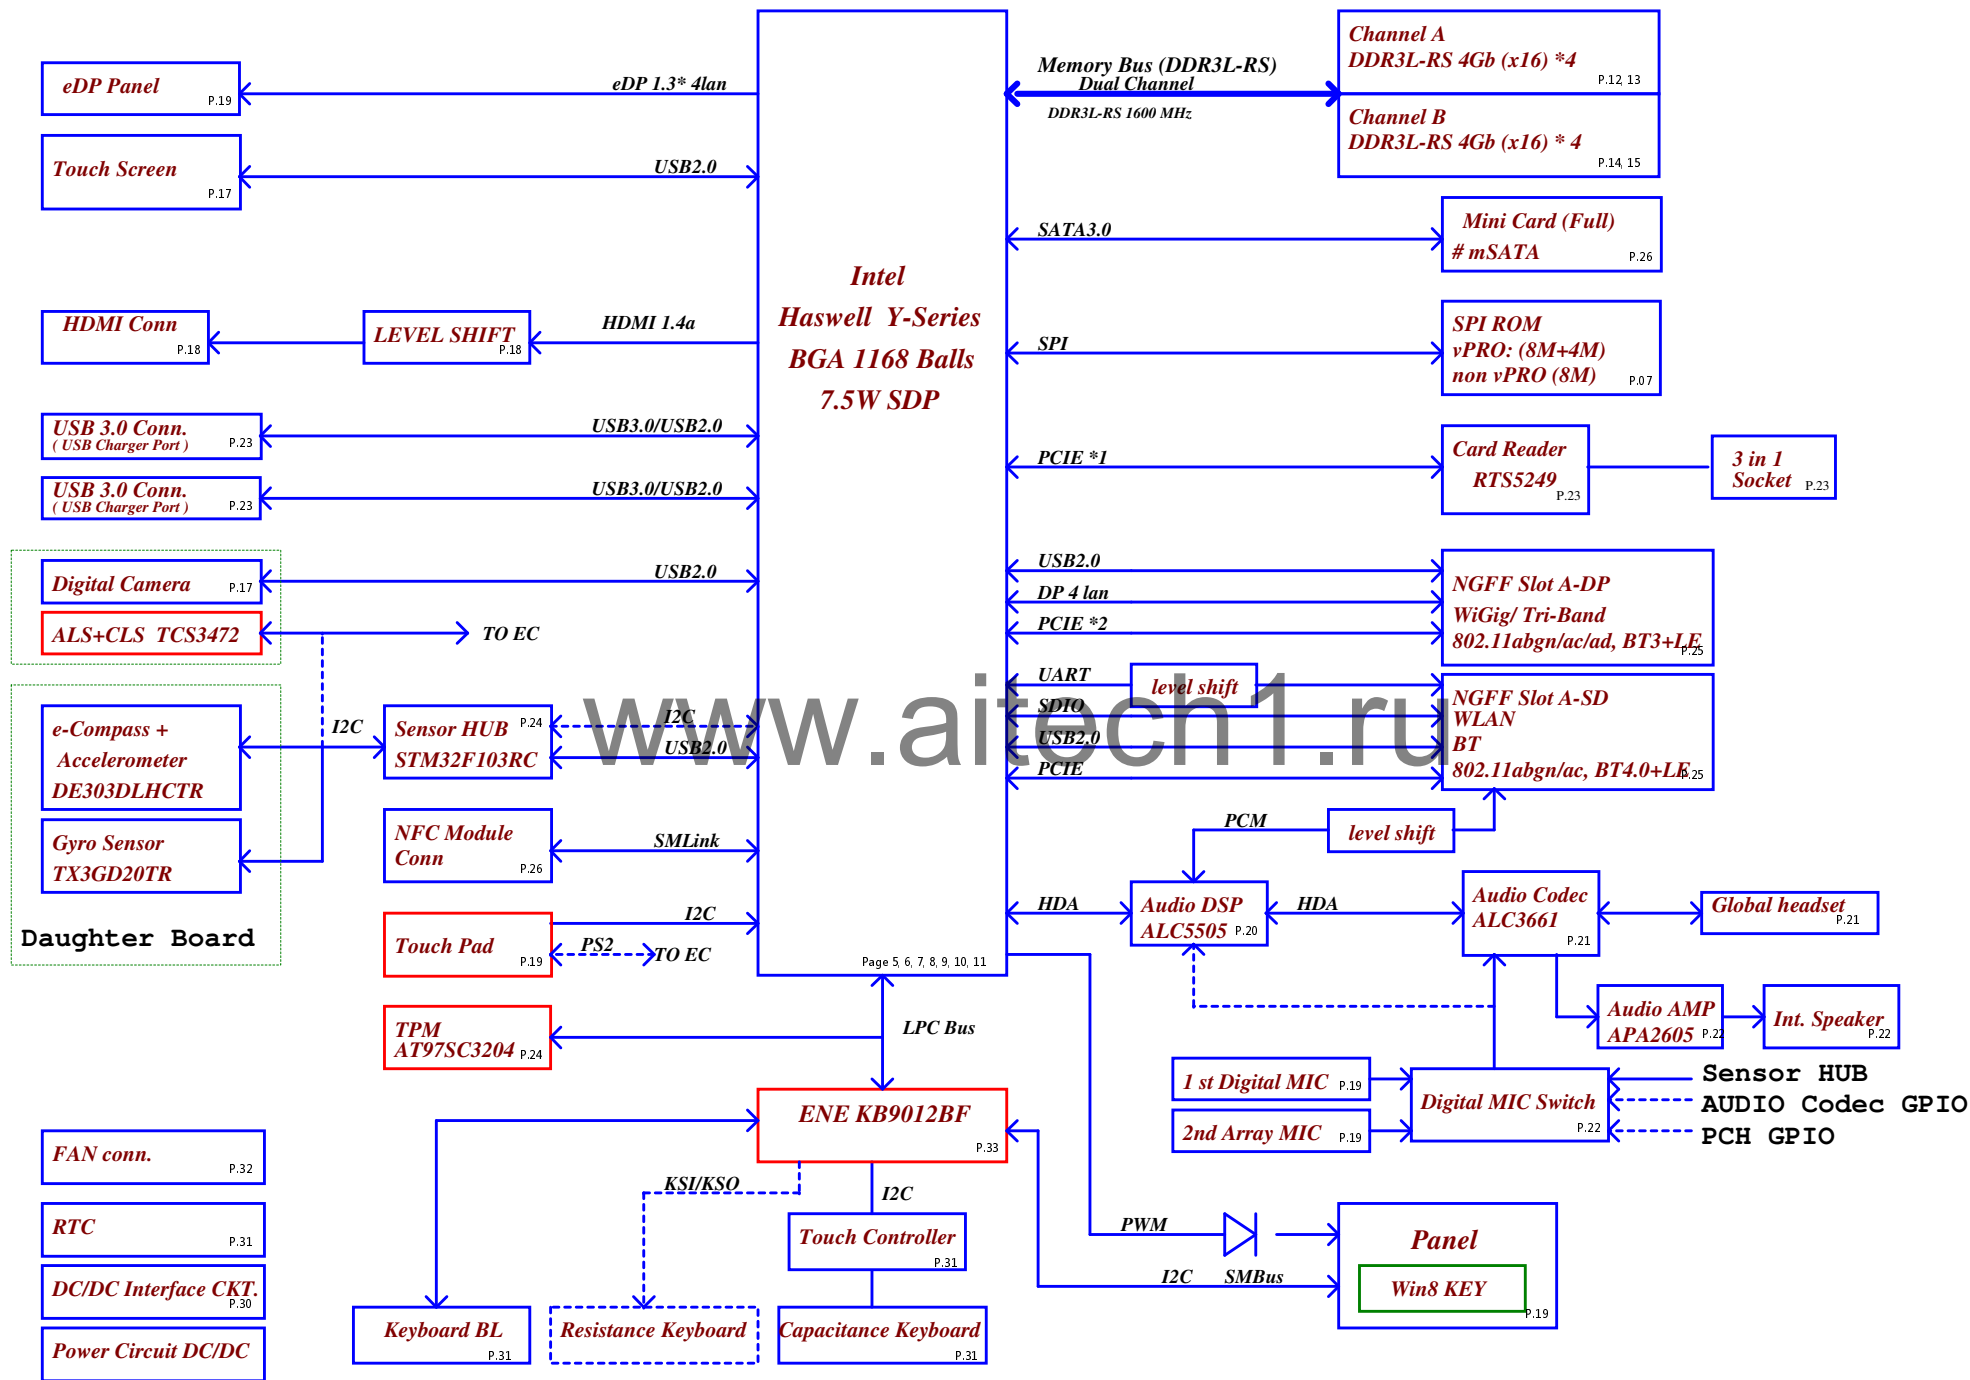 eDP Panel
P.19
eDP 1.3* 4lan
Touch Screen
P.17
USB2.0
HDMI Conn
P.18
LEVEL SHIFT
P.18
HDMI 1.4a
USB 3.0 Conn.
( USB Charger Port )
P.23
USB3.0/USB2.0
USB 3.0 Conn.
( USB Charger Port )
P.23
USB3.0/USB2.0
Digital Camera
P.17
USB2.0
ALS+CLS TCS3472
TO EC
e-Compass +
Accelerometer
DE303DLHCTR
I2C
Gyro Sensor
TX3GD20TR
Daughter Board
Sensor HUB
P.24
STM32F103RC
I2C
USB2.0
NFC Module
Conn
P.26
SMLink
Touch Pad
P.19
I2C
PS2
TO EC
TPM
AT97SC3204
P.24
LPC Bus
Intel
Haswell Y-Series
BGA 1168 Balls
7.5W SDP
Page 5, 6, 7, 8, 9, 10, 11
Memory Bus (DDR3L-RS)
Dual Channel
DDR3L-RS 1600 MHz
Channel A
DDR3L-RS 4Gb (x16) *4
P.12, 13
Channel B
DDR3L-RS 4Gb (x16) * 4
P.14, 15
SATA3.0
Mini Card (Full)
# mSATA
P.26
SPI
SPI ROM
vPRO: (8M+4M)
non vPRO (8M)
P.07
PCIE *1
Card Reader
RTS5249
P.23
3 in 1
Socket
P.23
USB2.0
DP 4 lan
PCIE *2
NGFF Slot A-DP
WiGig/ Tri-Band
802.11abgn/ac/ad, BT3+LE
P.25
UART
level shift
SDIO
USB2.0
PCIE
NGFF Slot A-SD
WLAN
BT
802.11abgn/ac, BT4.0+LE
P.25
www.aitech1.ru
PCM
level shift
HDA
Audio DSP
ALC5505
P.20
HDA
Audio Codec
ALC3661
P.21
Global headset
P.21
Audio AMP
APA2605
P.22
Int. Speaker
P.22
1 st Digital MIC
P.19
2nd Array MIC
P.19
Digital MIC Switch
P.22
Sensor HUB
AUDIO Codec GPIO
PCH GPIO
ENE KB9012BF
P.33
KSI/KSO
I2C
Touch Controller
P.31
Keyboard BL
P.31
Resistance Keyboard
Capacitance Keyboard
P.31
PWM
I2C
SMBus
Panel
Win8 KEY
P.19
FAN conn.
P.32
RTC
P.31
DC/DC Interface CKT.
P.30
Power Circuit DC/DC